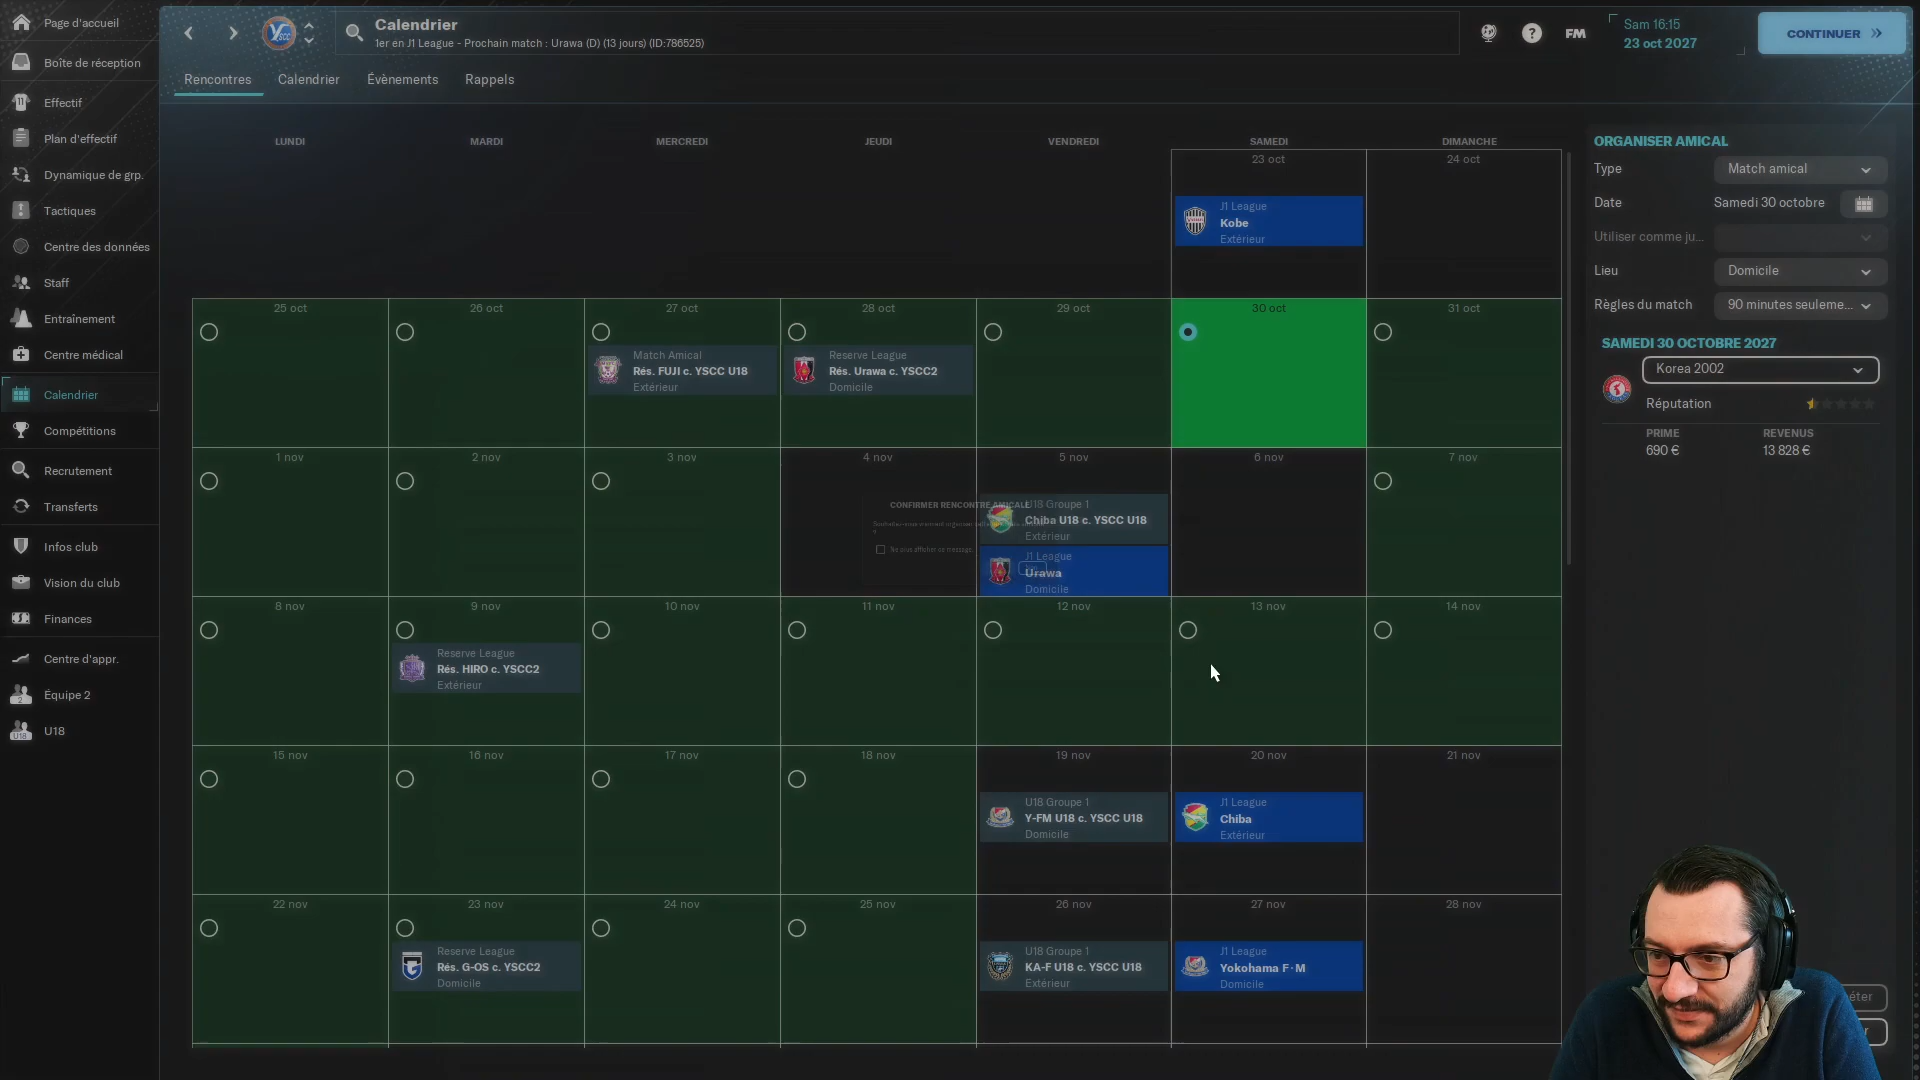 Page d'accueil
Boîte de réception
Effectif
Plan d'effectif
Dynamique de grp.
Tactiques
Centre des données
Staff
Entraînement
Centre médical
Calendrier
Compétitions
Recrutement
Transferts
Infos club
Vision du club
Finances
Centre d'appr.
Équipe 2
U18
Calendrier
1er en J1 League - Prochain match : Urawa (D) (13 jours) (ID:786525)
FM
Sam 16:15
23 oct 2027
CONTINUER
Rencontres Calendrier Évènements Rappels
LUNDI MARDI MERCREDI JEUDI VENDREDI SAMEDI DIMANCHE
23 oct 24 oct
J1 League
Kobe
Extérieur
25 oct 26 oct 27 oct 28 oct 29 oct 30 oct 31 oct
Match Amical
Rés. FUJI c. YSCC U18
Extérieur
Reserve League
Rés. Urawa c. YSCC2
Domicile
1 nov 2 nov 3 nov 4 nov 5 nov 6 nov 7 nov
CONFIRMER RENCONTRE AMICALE
Ne plus afficher ce message.
U18 Groupe 1
Chiba U18 c. YSCC U18
Extérieur
J1 League
Urawa
Domicile
8 nov 9 nov 10 nov 11 nov 12 nov 13 nov 14 nov
Reserve League
Rés. HIRO c. YSCC2
Extérieur
15 nov 16 nov 17 nov 18 nov 19 nov 20 nov 21 nov
U18 Groupe 1
Y-FM U18 c. YSCC U18
Domicile
J1 League
Chiba
Extérieur
22 nov 23 nov 24 nov 25 nov 26 nov 27 nov 28 nov
Reserve League
Rés. G-OS c. YSCC2
Domicile
U18 Groupe 1
KA-F U18 c. YSCC U18
Extérieur
J1 League
Yokohama F·M
Domicile
ORGANISER AMICAL
Type Match amical
Date Samedi 30 octobre
Utiliser comme ju...
Lieu Domicile
Règles du match 90 minutes seuleme...
SAMEDI 30 OCTOBRE 2027
Korea 2002
Réputation
PRIME REVENUS
690 € 13 828 €